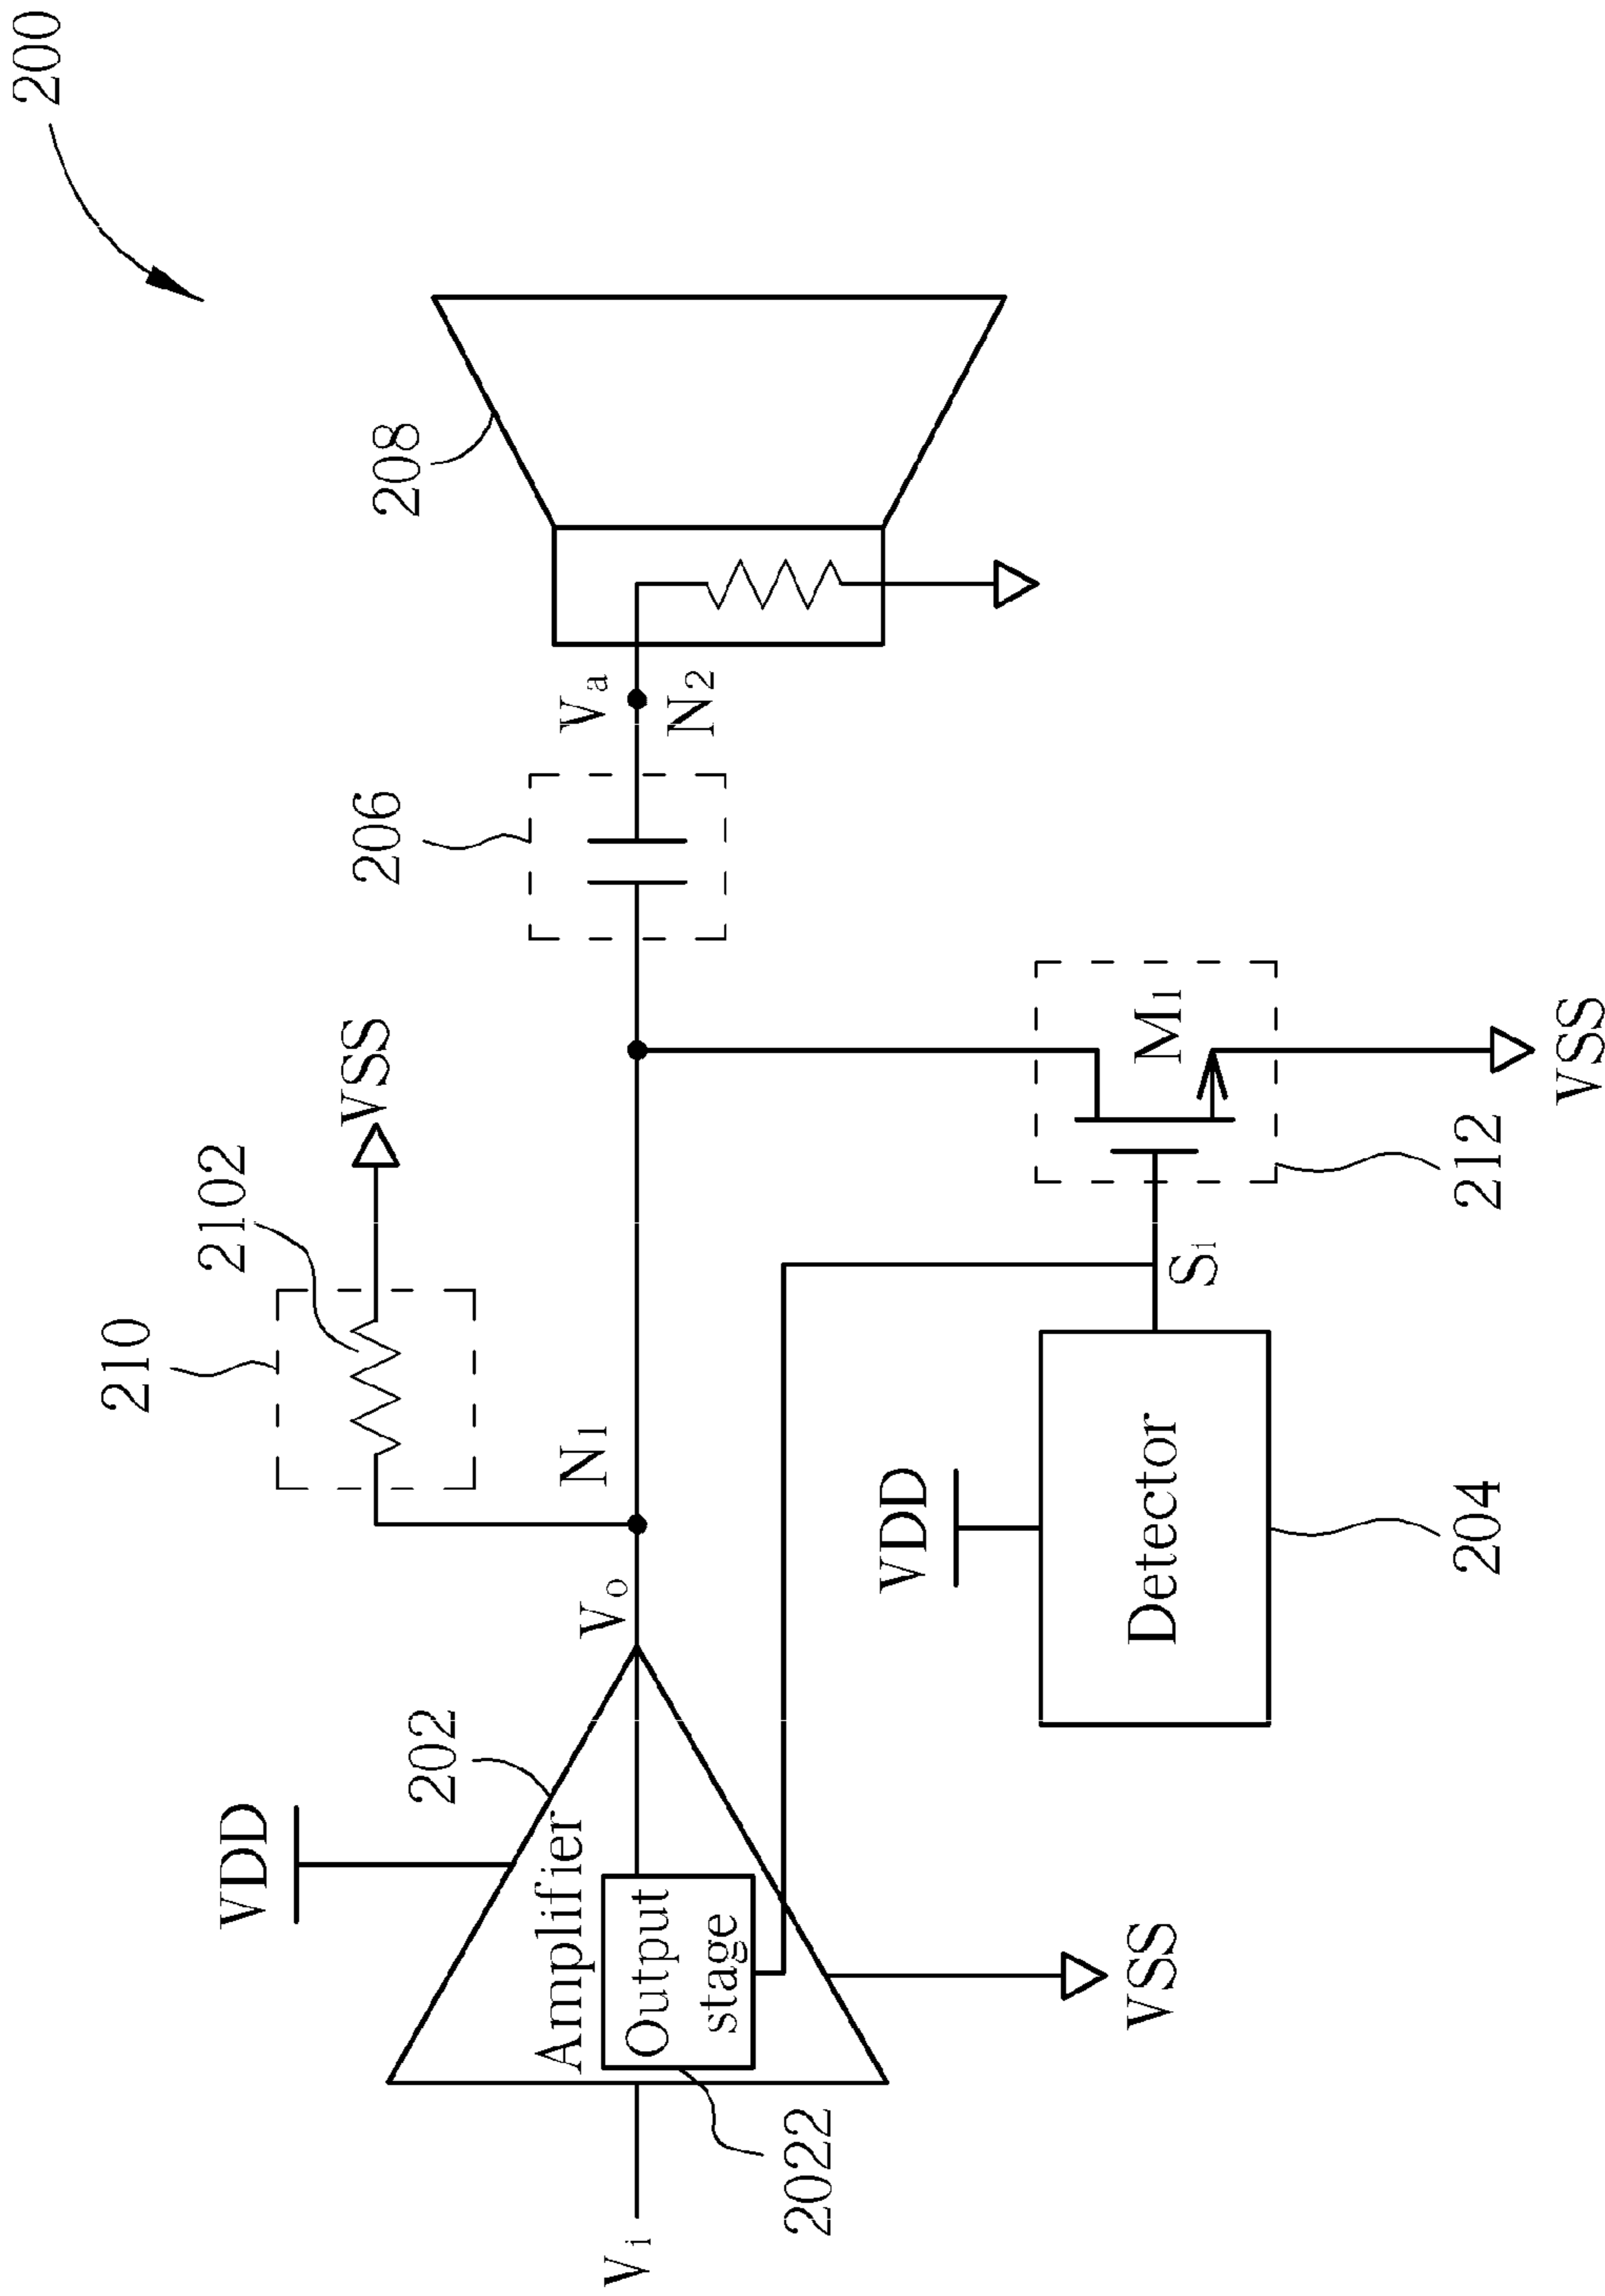 200
208
Va
N2
206
VSS
2102
210
N1
M1
VSS
212
S1
Vo
VDD
Detector
204
202
VDD
Amplifier
Output
stage
VSS
2022
Vi